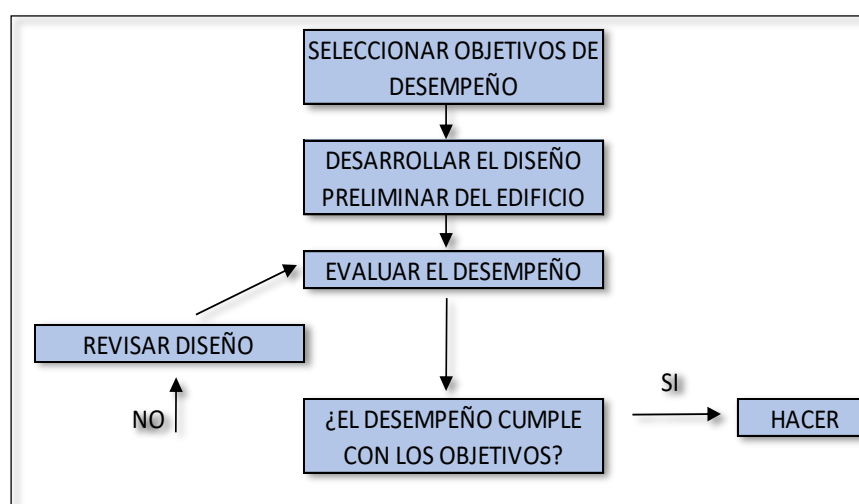 SELECCIONAR OBJETIVOS DE
DESEMPEÑO
DESARROLLAR EL DISEÑO
PRELIMINAR DEL EDIFICIO
EVALUAR EL DESEMPEÑO
REVISAR DISEÑO
NO
¿EL DESEMPEÑO CUMPLE
CON LOS OBJETIVOS?
SI
HACER